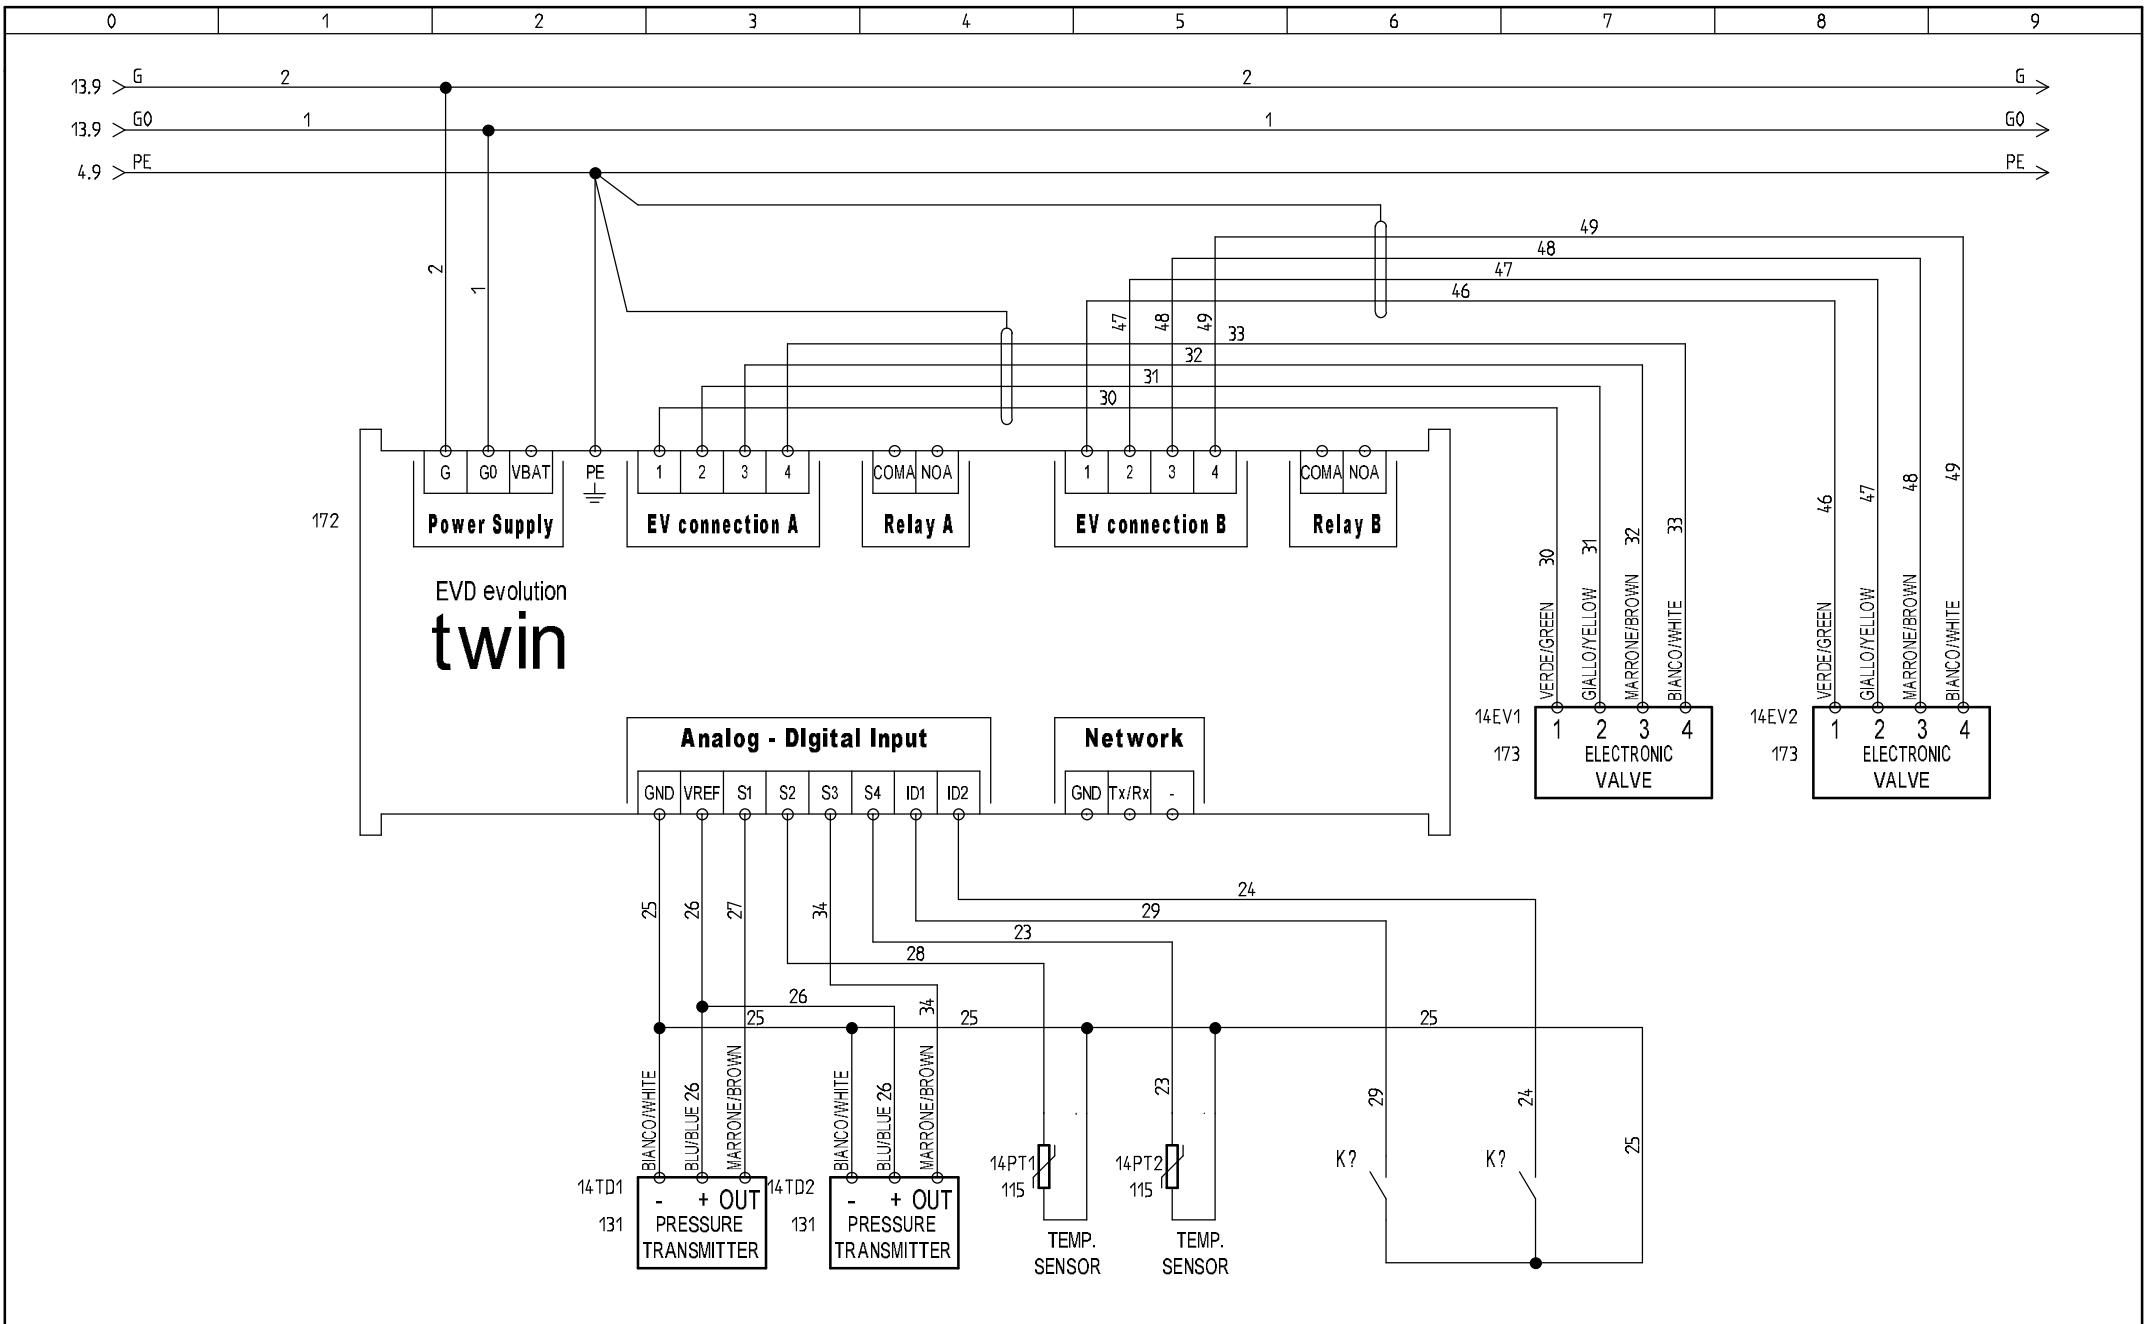 0 1 2 3 4 5 6 7 8 9
13.9 G 2 2 G
13.9 G0 1 1 G0
4.9 PE PE
49
48
47
46
2
1
47 48 49
33
32
31
30
G G0 VBAT PE 1 2 3 4 COMA NOA 1 2 3 4 COMA NOA
172 Power Supply EV connection A Relay A EV connection B Relay B
30 31 32 33
46 47 48 49
EVD evolution
twin
VERDE/GREEN GIALLO/YELLOW MARRONE/BROWN BIANCO/WHITE
VERDE/GREEN GIALLO/YELLOW MARRONE/BROWN BIANCO/WHITE
14EV1 1 2 3 4
173 ELECTRONIC
VALVE
14EV2 1 2 3 4
173 ELECTRONIC
VALVE
Analog - DIgital Input
GND VREF S1 S2 S3 S4 ID1 ID2
Network
GND Tx/Rx -
25 26 27 34
24
29
23
28
26
34
25 25 25
BIANCO/WHITE BLU/BLUE 26 MARRONE/BROWN
BIANCO/WHITE BLU/BLUE 26 MARRONE/BROWN
23 29 24 25
14TD1 - + OUT
131 PRESSURE
TRANSMITTER
14TD2 - + OUT
131 PRESSURE
TRANSMITTER
14PT1
115
TEMP.
SENSOR
14PT2
115
TEMP.
SENSOR
K? K?